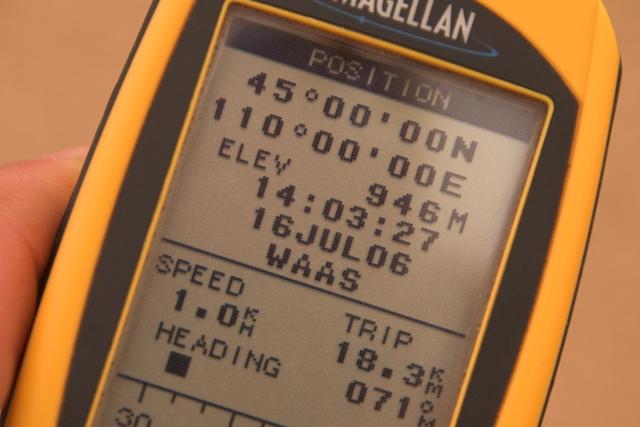 MAGELLAN
POSITION
45°00'00N
110°00'00E
ELEV
946M
14:03:27
16JUL06
WAAS
SPEED
1.0KH
HEADING
TRIP
18.3KM
071°M
30